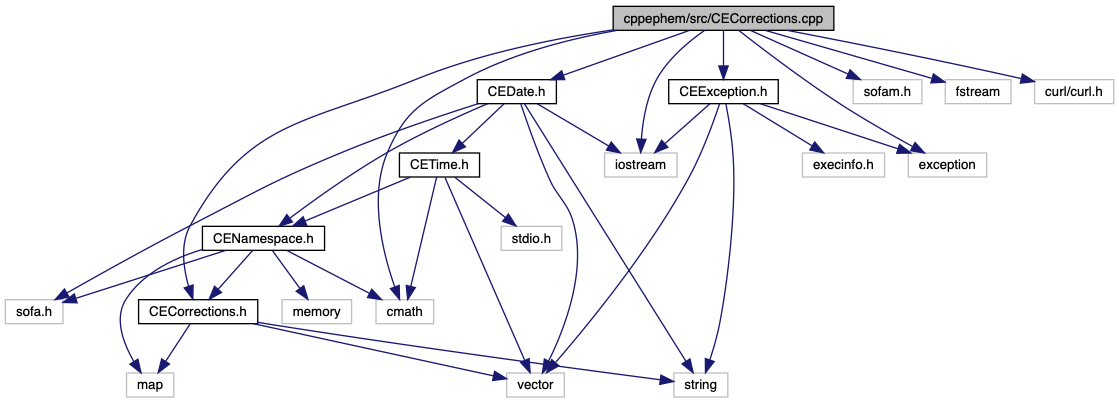 cppephem/src/CECorrections.cpp
CEDate.h
CEException.h
sofam.h
fstream
curl/curl.h
CETime.h
iostream
execinfo.h
exception
CENamespace.h
stdio.h
sofa.h
CECorrections.h
memory
cmath
map
vector
string